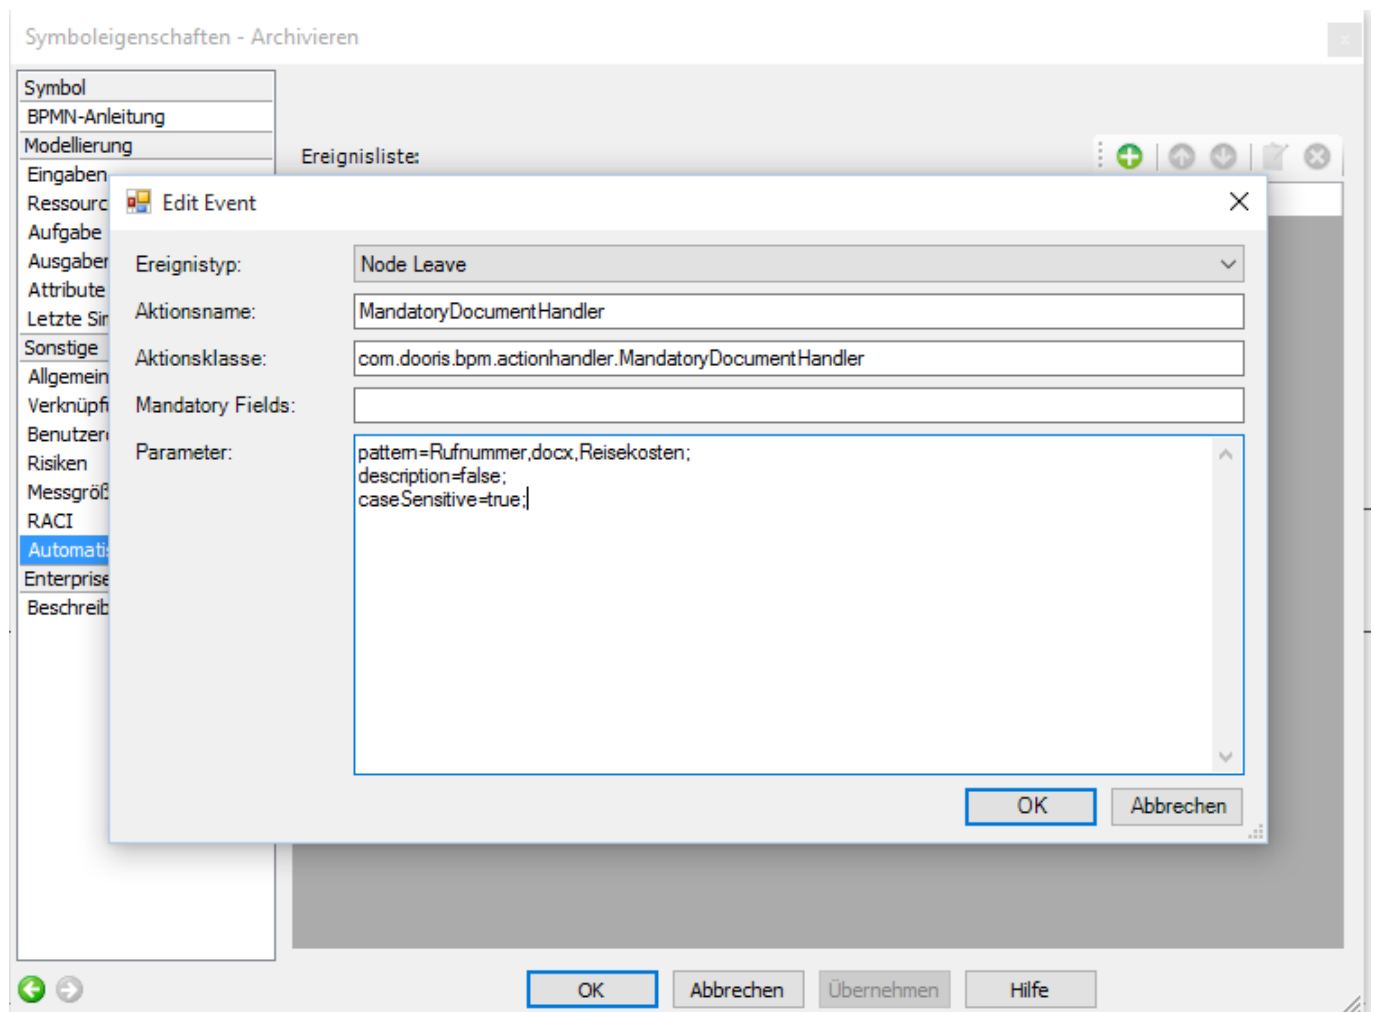 Symboleigenschaften - Archivieren
Symbol
BPMN-Anleitung
Modellierung
Eingaben
Ressourc
Aufgabe
Ausgaben
Attribute
Letzte Sir
Sonstige
Allgemein
Verknüpf
Benutzer
Risiken
Messgröß
RACI
Automatis
Enterprise
Beschreib
Ereignisliste:
Edit Event
Ereignistyp:
Node Leave
Aktionsname:
MandatoryDocumentHandler
Aktionsklasse:
com.dooris.bpm.actionhandler.MandatoryDocumentHandler
Mandatory Fields:
Parameter:
pattern=Rufnummer,docx,Reisekosten;
description=false;
caseSensitive=true;
OK
Abbrechen
OK
Abbrechen
Übernehmen
Hilfe